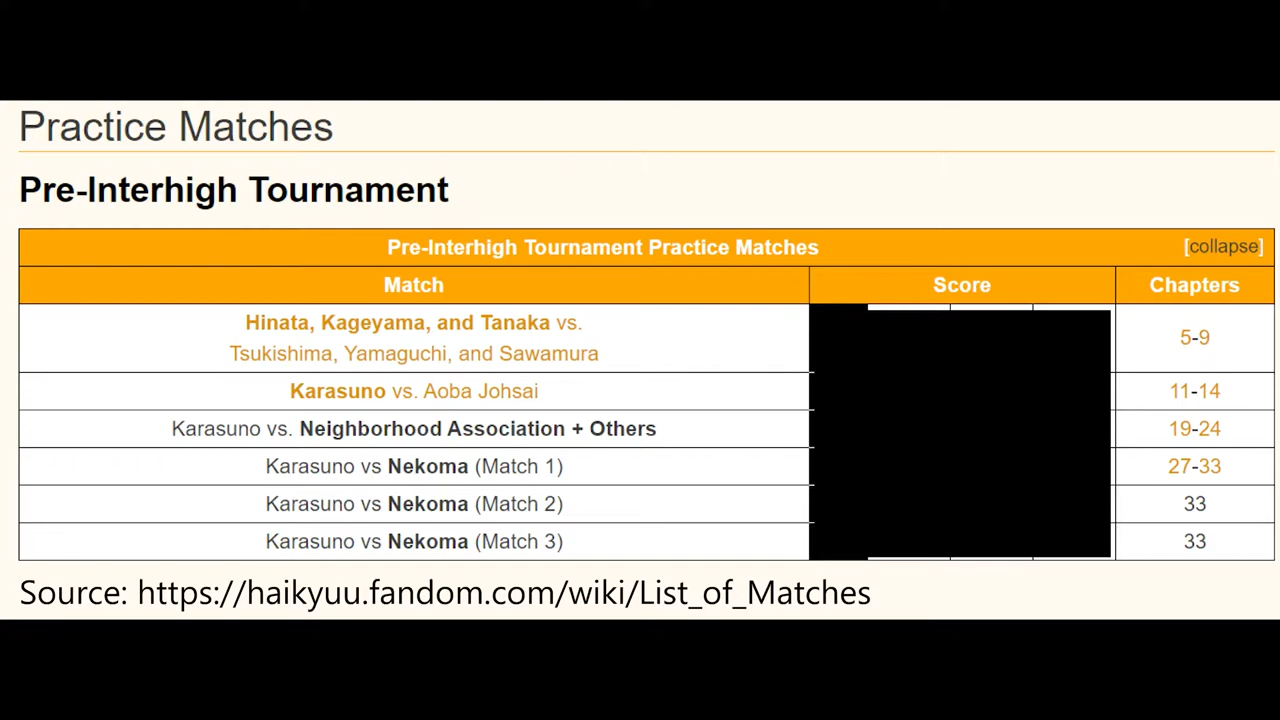 Practice Matches
Pre-Interhigh Tournament
Pre-Interhigh Tournament Practice Matches [collapse]
Match Score Chapters
Hinata, Kageyama, and Tanaka vs.
Tsukishima, Yamaguchi, and Sawamura 5-9
Karasuno vs. Aoba Johsai 11-14
Karasuno vs. Neighborhood Association + Others 19-24
Karasuno vs Nekoma (Match 1) 27-33
Karasuno vs Nekoma (Match 2) 33
Karasuno vs Nekoma (Match 3) 33
Source: https://haikyuu.fandom.com/wiki/List_of_Matches